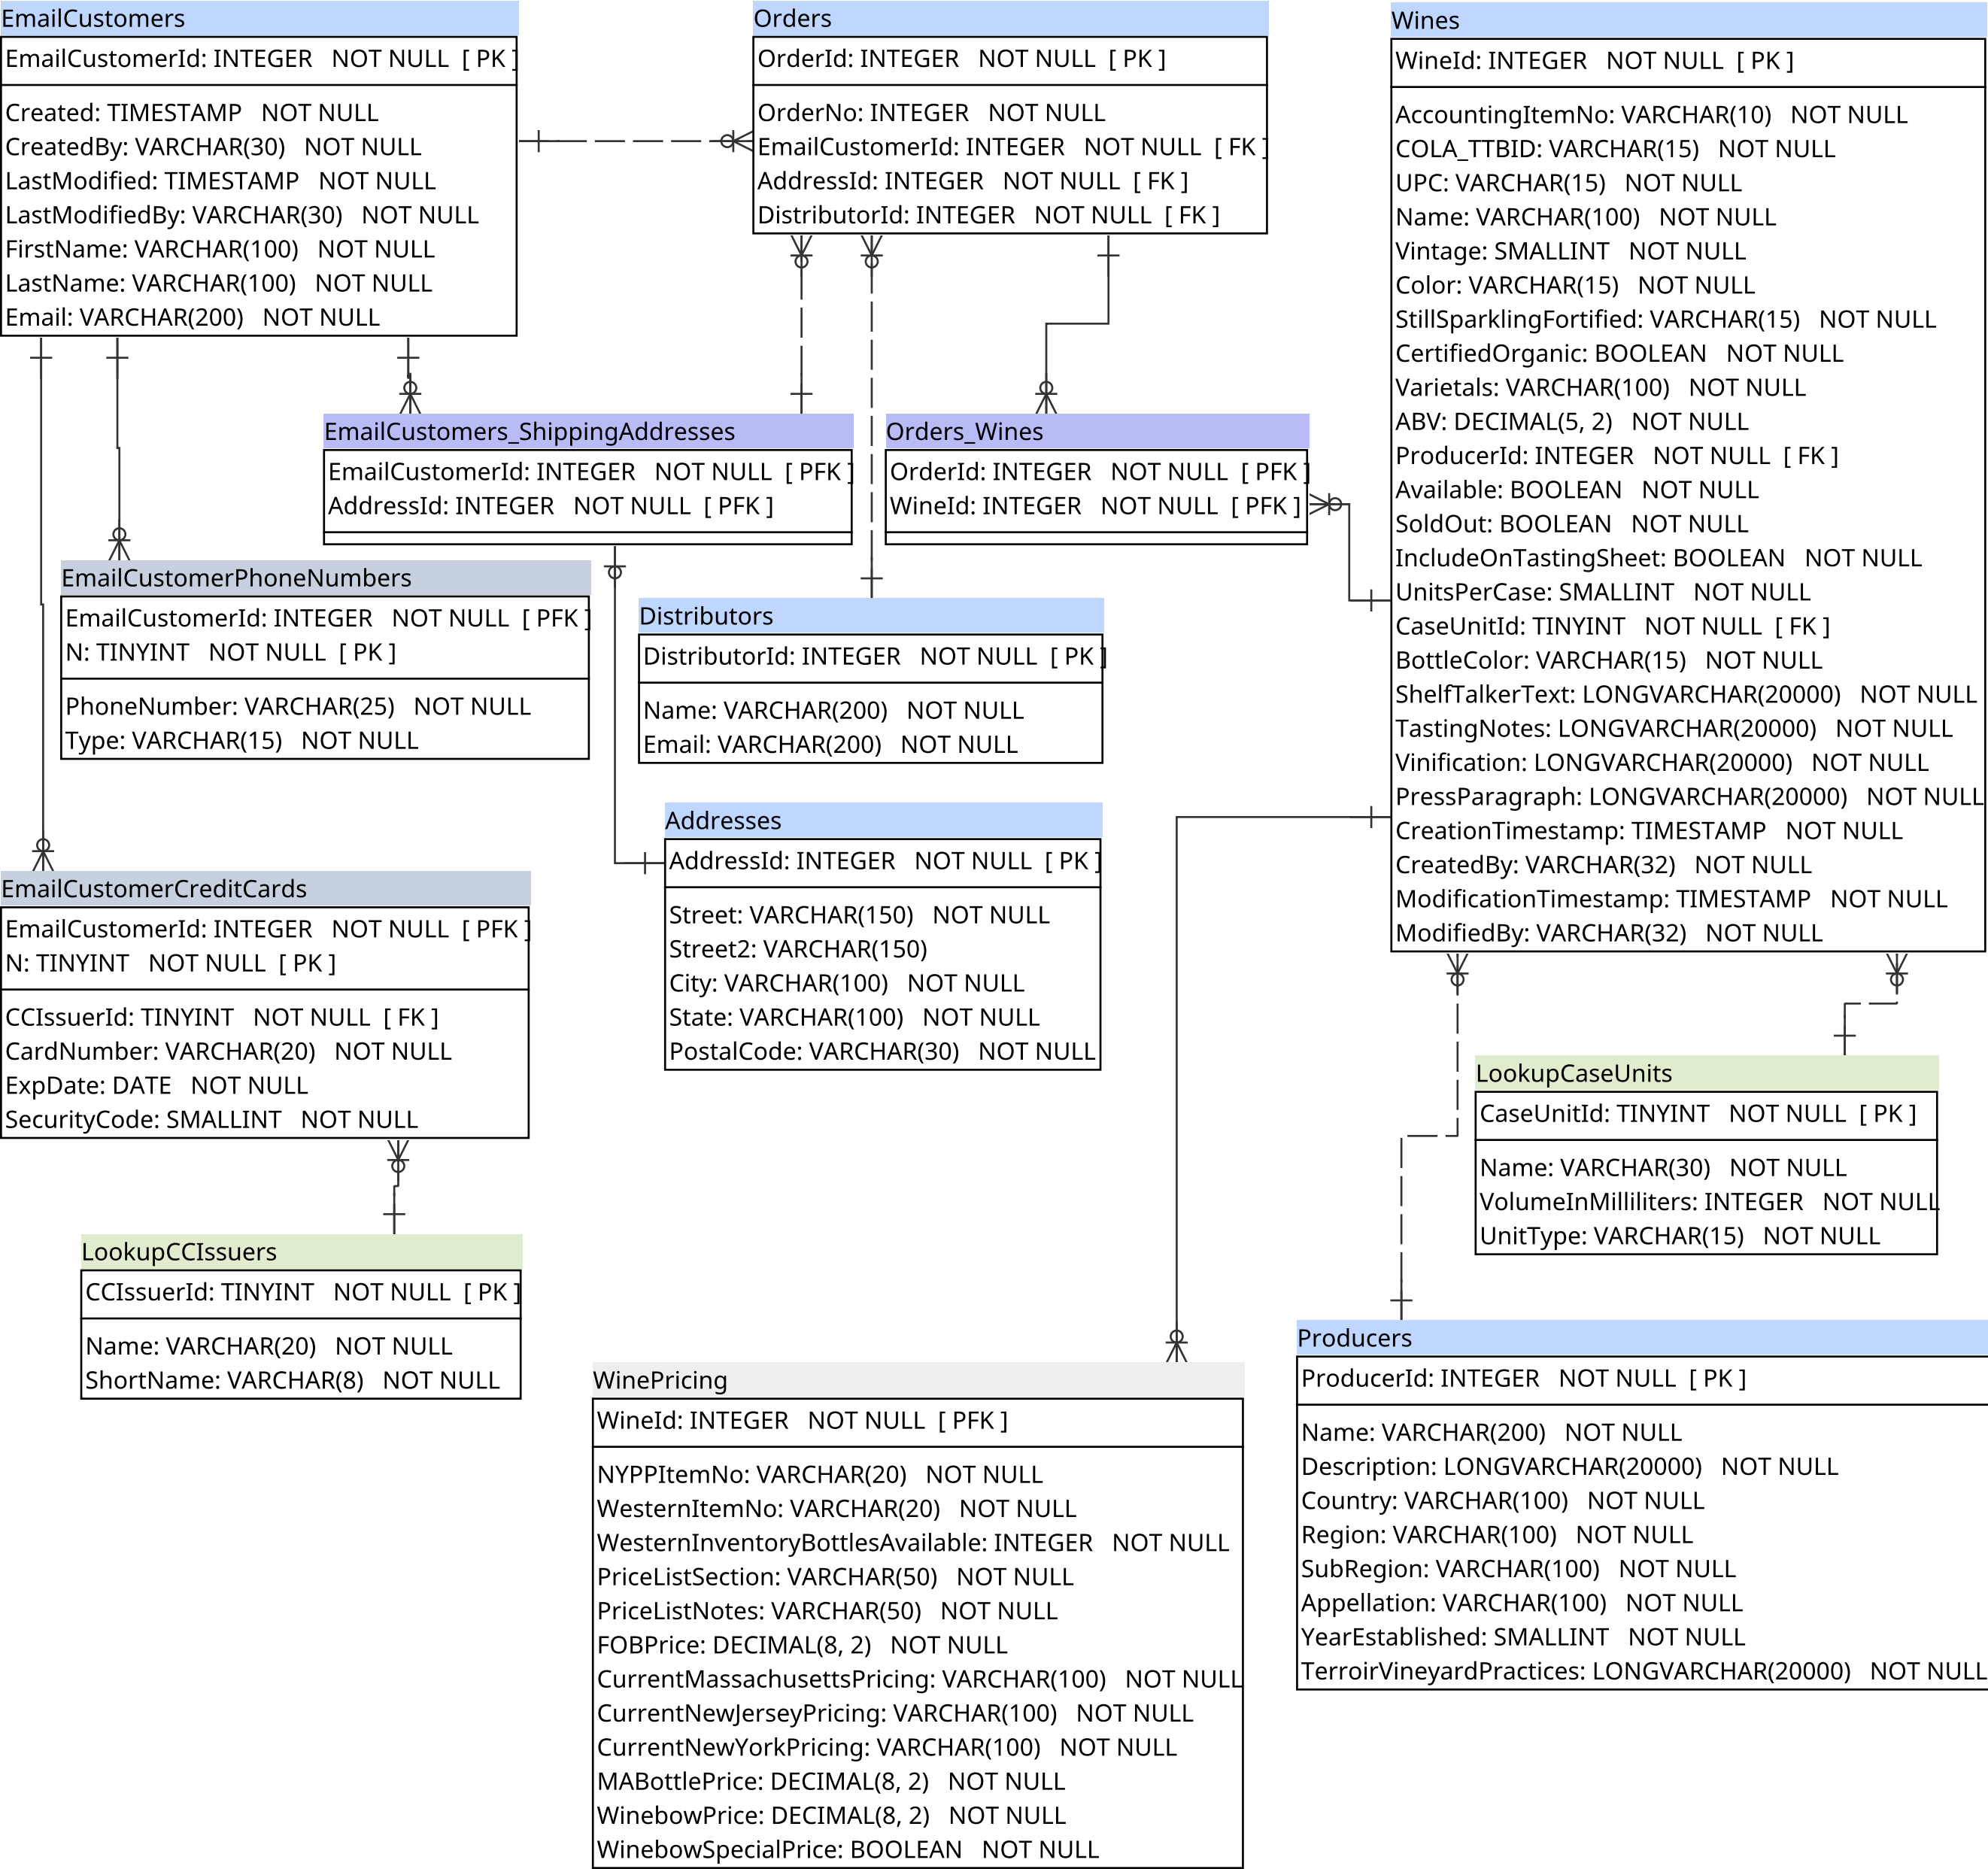 EmailCustomers
EmailCustomerId: INTEGER NOT NULL [ PK ]
Created: TIMESTAMP NOT NULL
CreatedBy: VARCHAR(30) NOT NULL
LastModified: TIMESTAMP NOT NULL
LastModifiedBy: VARCHAR(30) NOT NULL
FirstName: VARCHAR(100) NOT NULL
LastName: VARCHAR(100) NOT NULL
Email: VARCHAR(200) NOT NULL
Orders
OrderId: INTEGER NOT NULL [ PK ]
OrderNo: INTEGER NOT NULL
EmailCustomerId: INTEGER NOT NULL [ FK ]
AddressId: INTEGER NOT NULL [ FK ]
DistributorId: INTEGER NOT NULL [ FK ]
Wines
WineId: INTEGER NOT NULL [ PK ]
AccountingItemNo: VARCHAR(10) NOT NULL
COLA_TTBID: VARCHAR(15) NOT NULL
UPC: VARCHAR(15) NOT NULL
Name: VARCHAR(100) NOT NULL
Vintage: SMALLINT NOT NULL
Color: VARCHAR(15) NOT NULL
StillSparklingFortified: VARCHAR(15) NOT NULL
CertifiedOrganic: BOOLEAN NOT NULL
Varietals: VARCHAR(100) NOT NULL
ABV: DECIMAL(5, 2) NOT NULL
ProducerId: INTEGER NOT NULL [ FK ]
Available: BOOLEAN NOT NULL
SoldOut: BOOLEAN NOT NULL
IncludeOnTastingSheet: BOOLEAN NOT NULL
UnitsPerCase: SMALLINT NOT NULL
CaseUnitId: TINYINT NOT NULL [ FK ]
BottleColor: VARCHAR(15) NOT NULL
ShelfTalkerText: LONGVARCHAR(20000) NOT NULL
TastingNotes: LONGVARCHAR(20000) NOT NULL
Vinification: LONGVARCHAR(20000) NOT NULL
PressParagraph: LONGVARCHAR(20000) NOT NULL
CreationTimestamp: TIMESTAMP NOT NULL
CreatedBy: VARCHAR(32) NOT NULL
ModificationTimestamp: TIMESTAMP NOT NULL
ModifiedBy: VARCHAR(32) NOT NULL
EmailCustomers_ShippingAddresses
EmailCustomerId: INTEGER NOT NULL [ PFK ]
AddressId: INTEGER NOT NULL [ PFK ]
Orders_Wines
OrderId: INTEGER NOT NULL [ PFK ]
WineId: INTEGER NOT NULL [ PFK ]
EmailCustomerPhoneNumbers
EmailCustomerId: INTEGER NOT NULL [ PFK ]
N: TINYINT NOT NULL [ PK ]
PhoneNumber: VARCHAR(25) NOT NULL
Type: VARCHAR(15) NOT NULL
Distributors
DistributorId: INTEGER NOT NULL [ PK ]
Name: VARCHAR(200) NOT NULL
Email: VARCHAR(200) NOT NULL
Addresses
AddressId: INTEGER NOT NULL [ PK ]
Street: VARCHAR(150) NOT NULL
Street2: VARCHAR(150)
City: VARCHAR(100) NOT NULL
State: VARCHAR(100) NOT NULL
PostalCode: VARCHAR(30) NOT NULL
EmailCustomerCreditCards
EmailCustomerId: INTEGER NOT NULL [ PFK ]
N: TINYINT NOT NULL [ PK ]
CCIssuerId: TINYINT NOT NULL [ FK ]
CardNumber: VARCHAR(20) NOT NULL
ExpDate: DATE NOT NULL
SecurityCode: SMALLINT NOT NULL
LookupCaseUnits
CaseUnitId: TINYINT NOT NULL [ PK ]
Name: VARCHAR(30) NOT NULL
VolumeInMilliliters: INTEGER NOT NULL
UnitType: VARCHAR(15) NOT NULL
LookupCCIssuers
CCIssuerId: TINYINT NOT NULL [ PK ]
Name: VARCHAR(20) NOT NULL
ShortName: VARCHAR(8) NOT NULL
WinePricing
WineId: INTEGER NOT NULL [ PFK ]
NYPPItemNo: VARCHAR(20) NOT NULL
WesternItemNo: VARCHAR(20) NOT NULL
WesternInventoryBottlesAvailable: INTEGER NOT NULL
PriceListSection: VARCHAR(50) NOT NULL
PriceListNotes: VARCHAR(50) NOT NULL
FOBPrice: DECIMAL(8, 2) NOT NULL
CurrentMassachusettsPricing: VARCHAR(100) NOT NULL
CurrentNewJerseyPricing: VARCHAR(100) NOT NULL
CurrentNewYorkPricing: VARCHAR(100) NOT NULL
MABottlePrice: DECIMAL(8, 2) NOT NULL
WinebowPrice: DECIMAL(8, 2) NOT NULL
WinebowSpecialPrice: BOOLEAN NOT NULL
Producers
ProducerId: INTEGER NOT NULL [ PK ]
Name: VARCHAR(200) NOT NULL
Description: LONGVARCHAR(20000) NOT NULL
Country: VARCHAR(100) NOT NULL
Region: VARCHAR(100) NOT NULL
SubRegion: VARCHAR(100) NOT NULL
Appellation: VARCHAR(100) NOT NULL
YearEstablished: SMALLINT NOT NULL
TerroirVineyardPractices: LONGVARCHAR(20000) NOT NULL